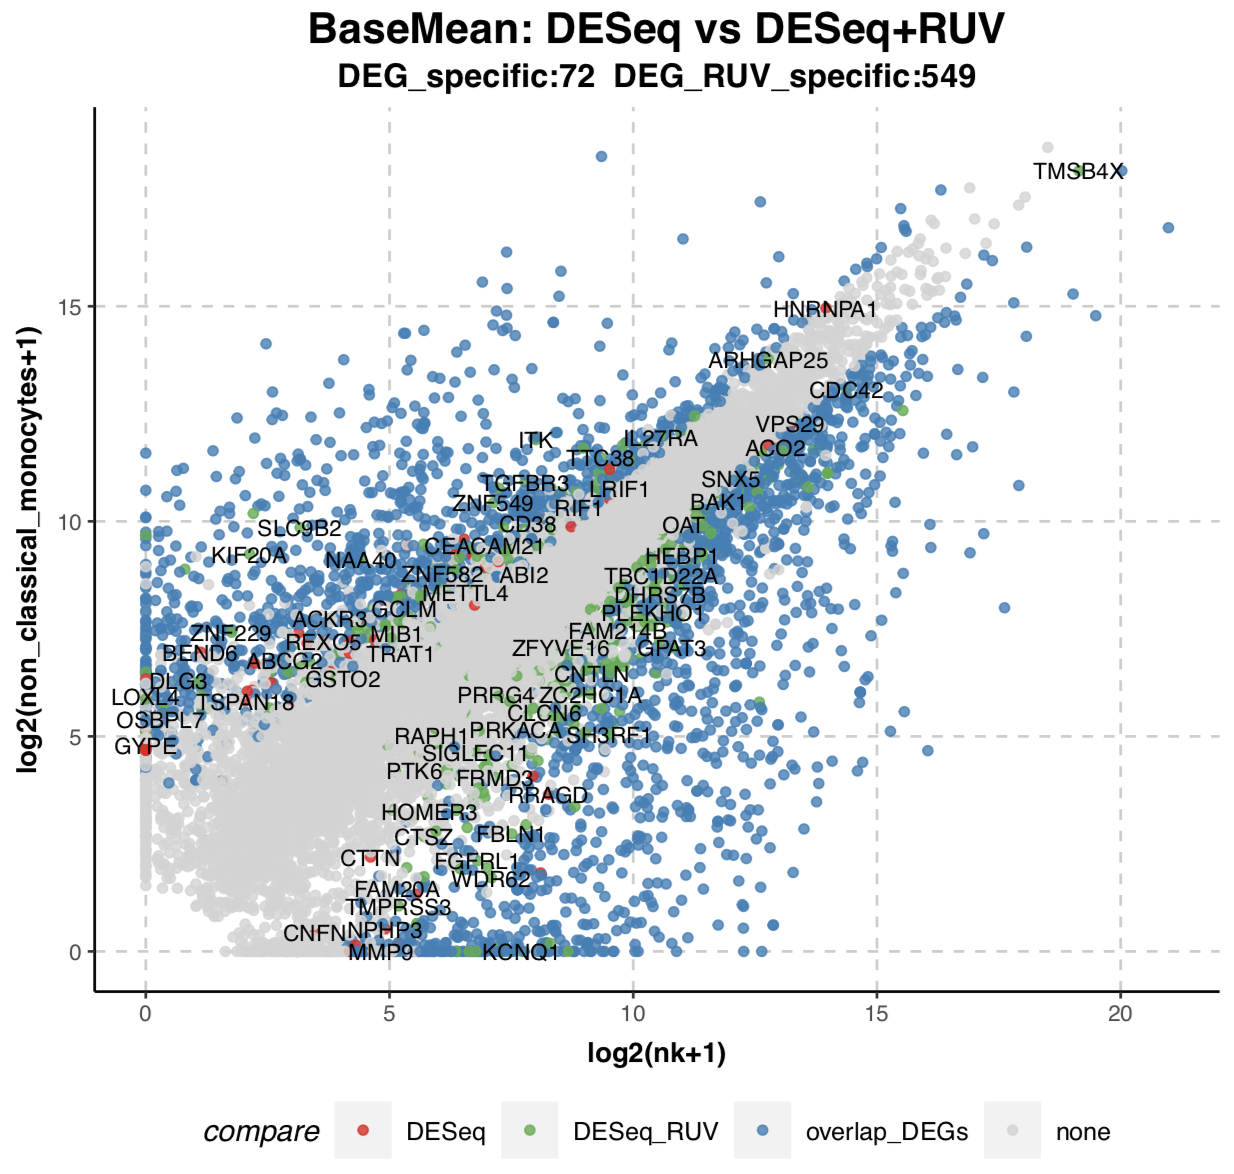 BaseMean: DESeq vs DESeq+RUV
DEG_specific:72 DEG_RUV_specific:549
log2(non_classical_monocytes+1)
TMSB4X
15
HNRNPA1
ARHGAP25
CDC42
VPS29
ITK
IL27RA
ACO2
TTC38
TGFBR3
SNX5
LRIF1
ZNF549
BAK1
RIF1
10
SLC9B2
CD38
OAT
KIF20A
NAA40
CEACAM21
HEBP1
ZNF582
ABI2
TBC1D22A
METTL4
DHRS7B
GCLM
PLEKHO1
ACKR3
ZNF229
MIB1
FAM214B
REXO5
BEND6
ABCG2
TRAT1
ZFYVE16
GPAT3
DLG3
GSTO2
CNTLN
LOXL4
TSPAN18
PRRG4
ZC2HC1A
OSBPL7
CLCN6
5
GYPE
RAPH1
PRKACA
SH3RF1
SIGLEC11
PTK6
FRMD3
RRAGD
HOMER3
CTSZ
FBLN1
CTTN
FGFRL1
WDR62
FAM20A
TMPRSS3
CNFN
NPHP3
0
MMP9
KCNQ1
0 5 10 15 20
log2(nk+1)
compare DESeq DESeq_RUV overlap_DEGs none